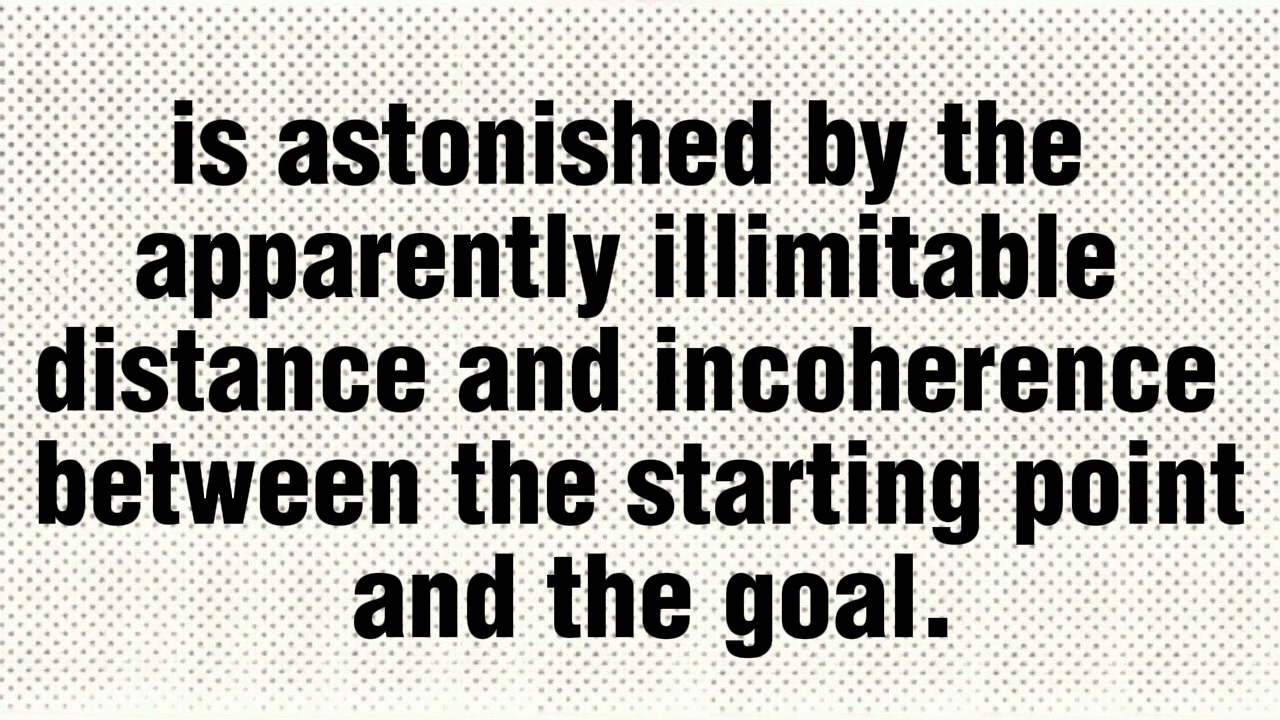 is astonished by the
apparently illimitable
distance and incoherence
between the starting point
and the goal.